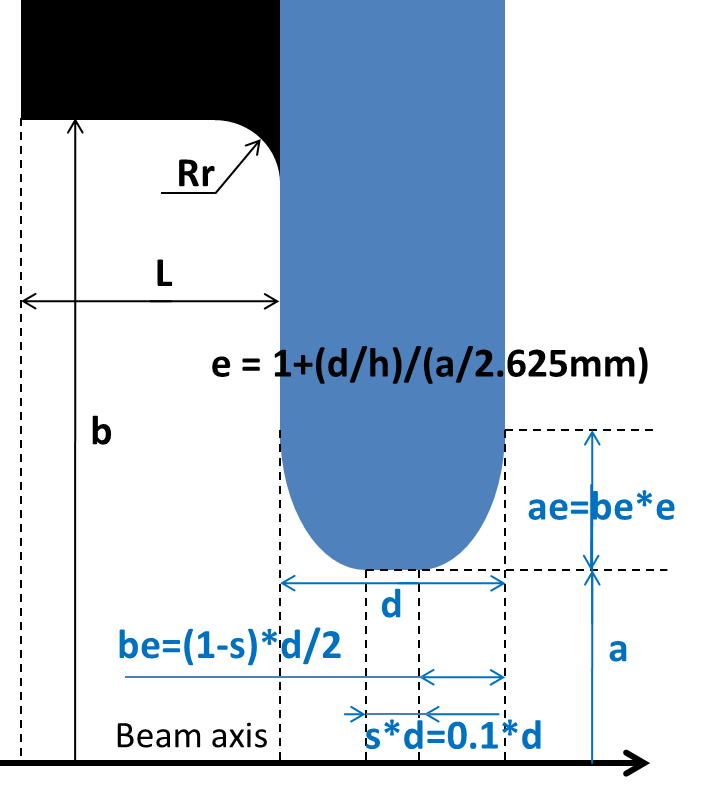 Rr
L
e = 1+(d/h)/(a/2.625mm)
b
ae=be*e
d
be=(1-s)*d/2
a
Beam axis
s*d=0.1*d